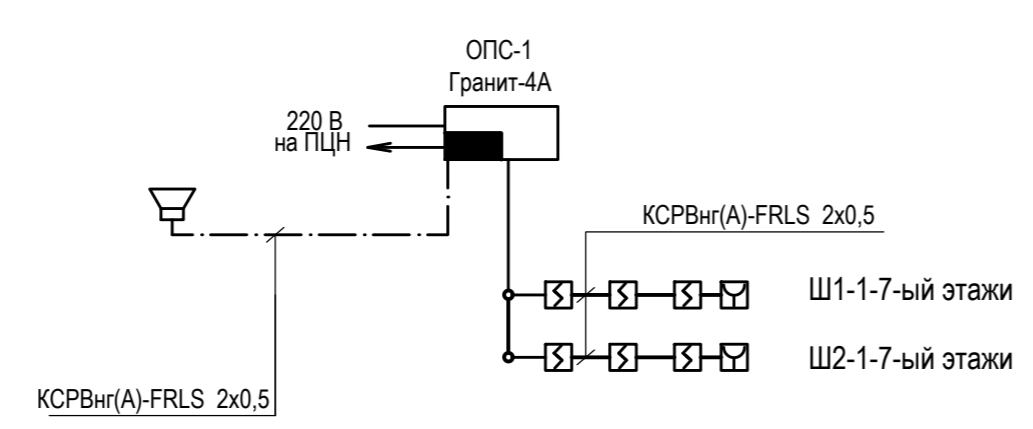 ОПС-1
Гранит-4А
220 В
на ПЦН
КСРВнг(А)-FRLS 2х0,5
Ш1-1-7-ый этажи
Ш2-1-7-ый этажи
КСРВнг(А)-FRLS 2х0,5